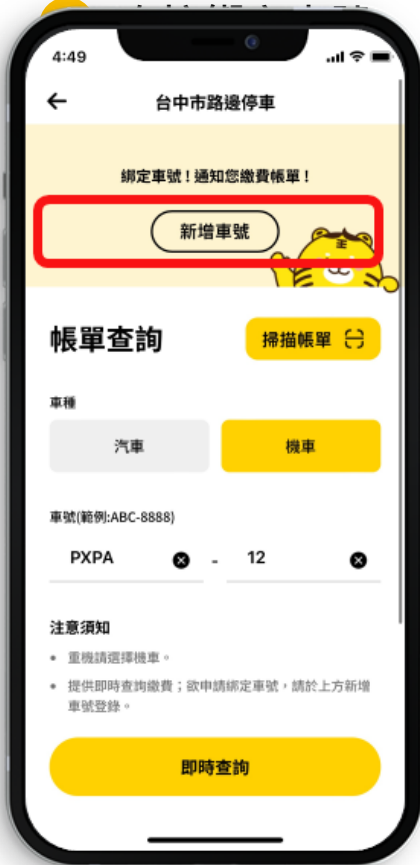 4:49
台中市路邊停車
綁定車號！通知您繳費帳單！
新增車號
王
帳單查詢
掃描帳單
車種
汽車
機車
車號(範例:ABC-8888)
PXPA - 12
注意須知
• 重機請選擇機車。
• 提供即時查詢繳費；欲申請綁定車號，請於上方新增
車號登錄。
即時查詢